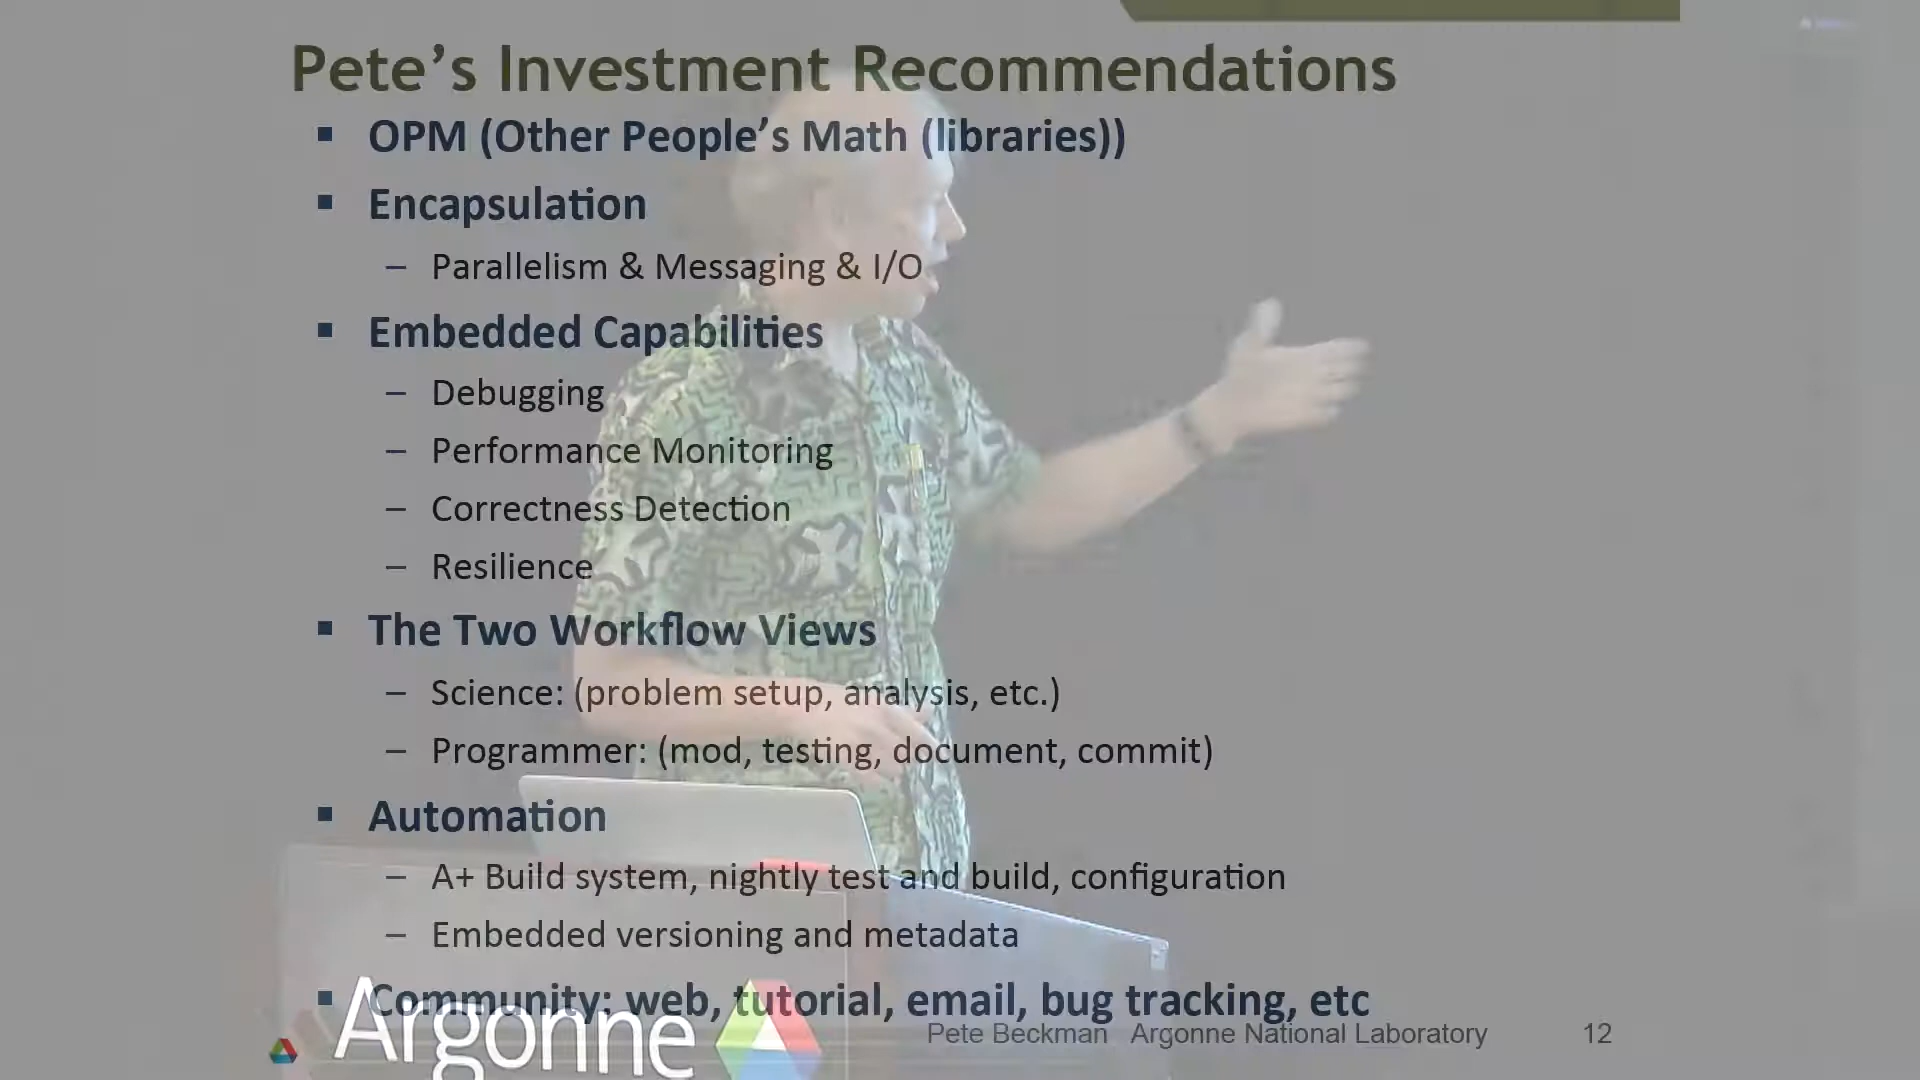 Pete’s Investment Recommendations
▪ OPM (Other People’s Math (libraries))
▪ Encapsulation
– Parallelism & Messaging & I/O
▪ Embedded Capabilities
– Debugging
– Performance Monitoring
– Correctness Detection
– Resilience
▪ The Two Workflow Views
– Science: (problem setup, analysis, etc.)
– Programmer: (mod, testing, document, commit)
▪ Automation
– A+ Build system, nightly test and build, configuration
– Embedded versioning and metadata
▪ Community: web, tutorial, email, bug tracking, etc
Argonne
Pete Beckman Argonne National Laboratory 12